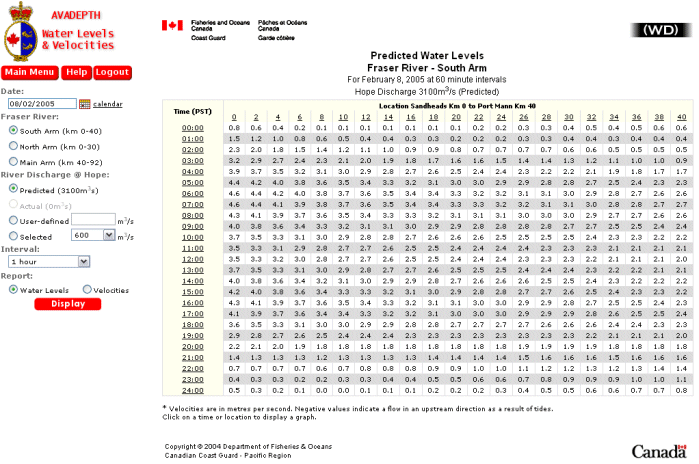 AVADEPTH
Water Levels
& Velocities
Main Menu Help Logout
Date:
08/02/2005 calendar
Fraser River:
South Arm (km 0-40)
North Arm (km 0-30)
Main Arm (km 40-92)
River Discharge @ Hope:
Predicted (3100m³s)
Actual (0m³s)
User-defined m³/s
Selected 600 m³/s
Interval:
1 hour
Report:
Water Levels Velocities
Display
Fisheries and Oceans Canada Pêches et Océans Canada
Coast Guard Garde côtière
(WD)
Predicted Water Levels
Fraser River - South Arm
For February 8, 2005 at 60 minute intervals
Hope Discharge 3100m³/s (Predicted)
Time (PST) Location Sandheads Km 0 to Port Mann Km 40
0 2 4 6 8 10 12 14 16 18 20 22 24 26 28 30 32 34 36 38 40
00:00 0.8 0.6 0.4 0.2 0.1 0.1 0.1 0.1 0.1 0.1 0.1 0.2 0.2 0.3 0.3 0.4 0.5 0.4 0.5 0.6 0.6
01:00 1.5 1.2 1.0 0.8 0.6 0.5 0.4 0.4 0.3 0.3 0.2 0.2 0.2 0.3 0.3 0.4 0.4 0.4 0.4 0.5 0.5
02:00 2.3 2.0 1.8 1.5 1.4 1.2 1.1 1.0 0.9 0.9 0.8 0.7 0.7 0.7 0.7 0.6 0.6 0.6 0.5 0.5 0.5
03:00 3.2 2.9 2.7 2.4 2.3 2.1 2.0 1.9 1.8 1.7 1.6 1.6 1.5 1.4 1.4 1.3 1.2 1.1 1.0 1.0 0.9
04:00 3.9 3.7 3.5 3.2 3.1 3.0 2.9 2.8 2.7 2.6 2.5 2.4 2.4 2.3 2.2 2.2 2.1 1.9 1.8 1.7 1.7
05:00 4.4 4.2 4.0 3.8 3.6 3.5 3.4 3.3 3.2 3.1 3.0 3.0 2.9 2.9 2.8 2.8 2.7 2.5 2.4 2.3 2.3
06:00 4.6 4.4 4.2 4.0 3.8 3.7 3.6 3.5 3.4 3.4 3.3 3.2 3.2 3.1 3.1 3.0 2.9 2.8 2.7 2.6 2.6
07:00 4.6 4.4 4.1 3.9 3.8 3.7 3.6 3.5 3.4 3.4 3.3 3.3 3.2 3.2 3.1 3.1 3.0 2.8 2.8 2.7 2.7
08:00 4.3 4.1 3.9 3.7 3.6 3.5 3.4 3.3 3.3 3.2 3.1 3.1 3.1 3.0 3.0 3.0 2.9 2.7 2.7 2.6 2.6
09:00 4.0 3.8 3.6 3.4 3.3 3.2 3.1 3.1 3.0 2.9 2.9 2.8 2.8 2.8 2.8 2.7 2.7 2.5 2.5 2.4 2.4
10:00 3.7 3.5 3.3 3.1 3.0 2.9 2.8 2.8 2.7 2.6 2.6 2.6 2.5 2.5 2.5 2.5 2.4 2.3 2.3 2.2 2.2
11:00 3.5 3.3 3.1 2.9 2.8 2.7 2.7 2.6 2.5 2.5 2.4 2.4 2.4 2.4 2.3 2.3 2.3 2.2 2.1 2.1 2.1
12:00 3.5 3.3 3.2 3.0 2.8 2.7 2.7 2.6 2.5 2.5 2.4 2.4 2.4 2.3 2.3 2.3 2.2 2.1 2.1 2.1 2.0
13:00 3.7 3.5 3.3 3.1 3.0 2.9 2.8 2.7 2.7 2.6 2.5 2.5 2.5 2.4 2.4 2.4 2.3 2.2 2.2 2.1 2.1
14:00 4.0 3.8 3.6 3.4 3.2 3.1 3.0 2.9 2.9 2.8 2.7 2.7 2.6 2.6 2.6 2.5 2.4 2.3 2.3 2.2 2.2
15:00 4.2 4.0 3.8 3.6 3.4 3.3 3.3 3.2 3.1 3.0 2.9 2.8 2.8 2.7 2.7 2.6 2.5 2.4 2.3 2.3 2.2
16:00 4.3 4.1 3.9 3.7 3.6 3.5 3.4 3.3 3.2 3.1 3.1 3.0 3.0 2.9 2.9 2.8 2.7 2.6 2.5 2.4 2.3
17:00 4.1 3.9 3.7 3.6 3.4 3.4 3.3 3.2 3.1 3.1 3.0 3.0 2.9 2.9 2.9 2.8 2.7 2.6 2.5 2.5 2.4
18:00 3.6 3.5 3.3 3.1 3.0 3.0 2.9 2.9 2.8 2.8 2.7 2.7 2.7 2.7 2.6 2.6 2.6 2.4 2.4 2.3 2.3
19:00 2.9 2.8 2.7 2.6 2.5 2.4 2.4 2.4 2.3 2.3 2.3 2.3 2.3 2.3 2.3 2.2 2.2 2.1 2.1 2.1 2.0
20:00 2.2 2.1 2.0 1.9 1.8 1.8 1.8 1.8 1.8 1.8 1.8 1.8 1.8 1.9 1.9 1.9 1.9 1.8 1.8 1.8 1.8
21:00 1.4 1.3 1.3 1.3 1.2 1.3 1.3 1.3 1.3 1.4 1.4 1.4 1.4 1.5 1.6 1.6 1.6 1.5 1.6 1.6 1.6
22:00 0.7 0.7 0.7 0.7 0.6 0.7 0.8 0.8 0.8 0.9 0.9 1.0 1.0 1.1 1.2 1.2 1.3 1.2 1.3 1.4 1.4
23:00 0.4 0.3 0.3 0.2 0.2 0.3 0.3 0.4 0.4 0.5 0.5 0.6 0.6 0.7 0.8 0.9 0.9 0.9 1.0 1.0 1.1
24:00 0.5 0.3 0.2 0.1 0.0 0.0 0.0 0.1 0.1 0.1 0.2 0.2 0.3 0.4 0.5 0.5 0.6 0.6 0.7 0.7 0.8
* Velocities are in metres per second. Negative values indicate a flow in an upstream direction as a result of tides.
Click on a time or location to display a graph.
Copyright © 2004 Department of Fisheries & Oceans
Canadian Coast Guard - Pacific Region
Canada